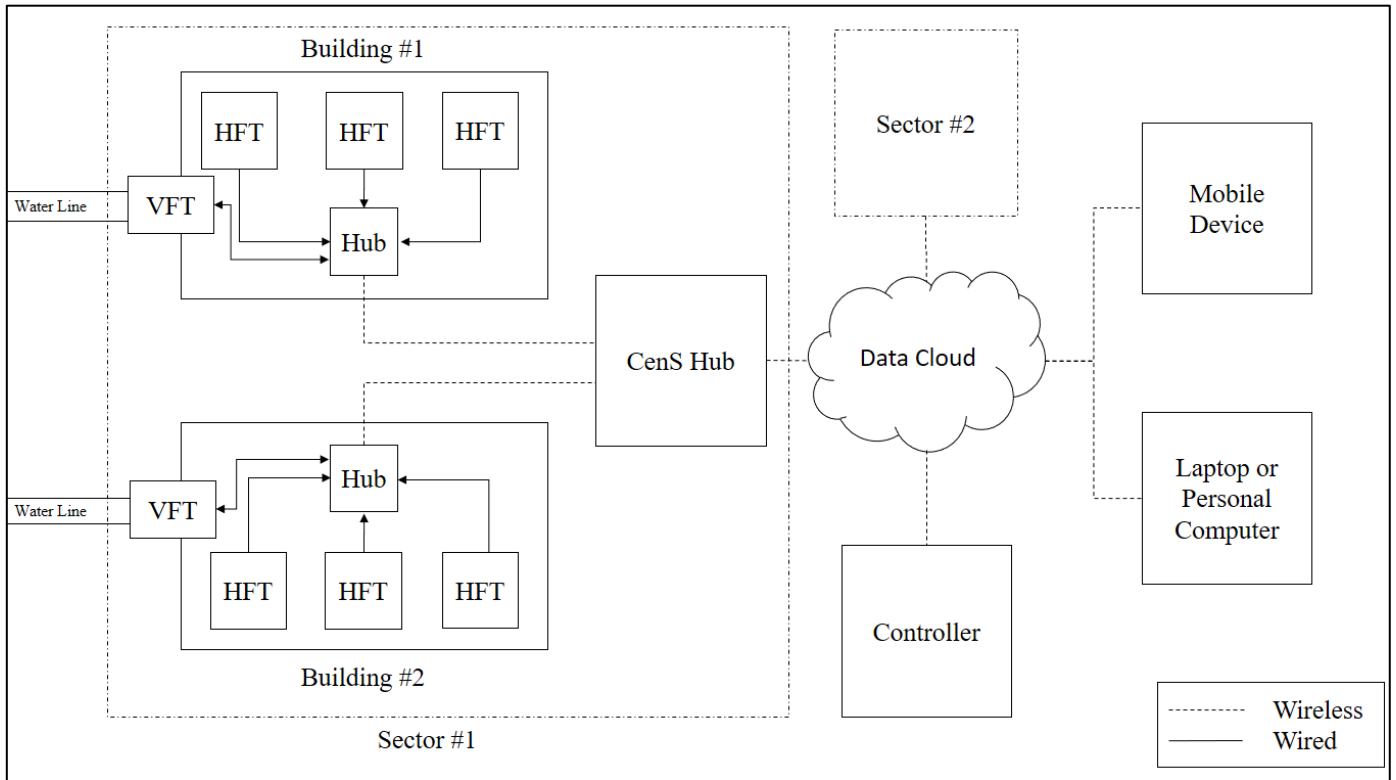 Building #1
HFT
HFT
HFT
Water Line
VFT
Hub
CenS Hub
Hub
Water Line
VFT
HFT
HFT
HFT
Building #2
Sector #1
Sector #2
Data Cloud
Controller
Mobile
Device
Laptop or
Personal
Computer
Wireless
Wired